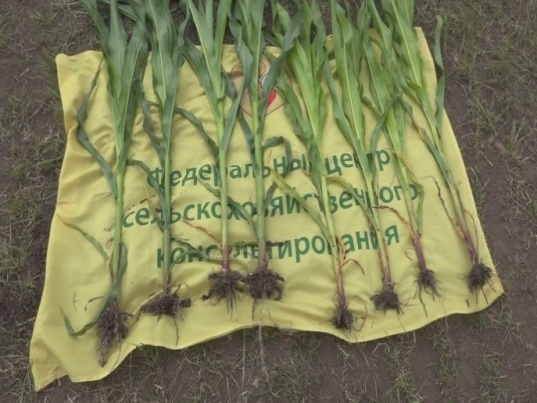 Федеральный центр
сельскохозяйственного
консультирования